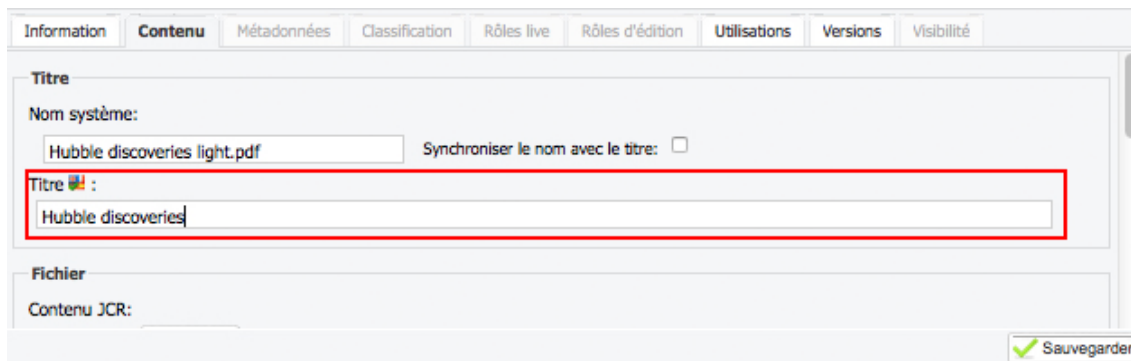 Information Contenu Métadonnées Classification Rôles live Rôles d'édition Utilisations Versions Visibilité
Titre
Nom système:
Hubble discoveries light.pdf Synchroniser le nom avec le titre:
Titre :
Hubble discoveries
Fichier
Contenu JCR:
Sauvegarder